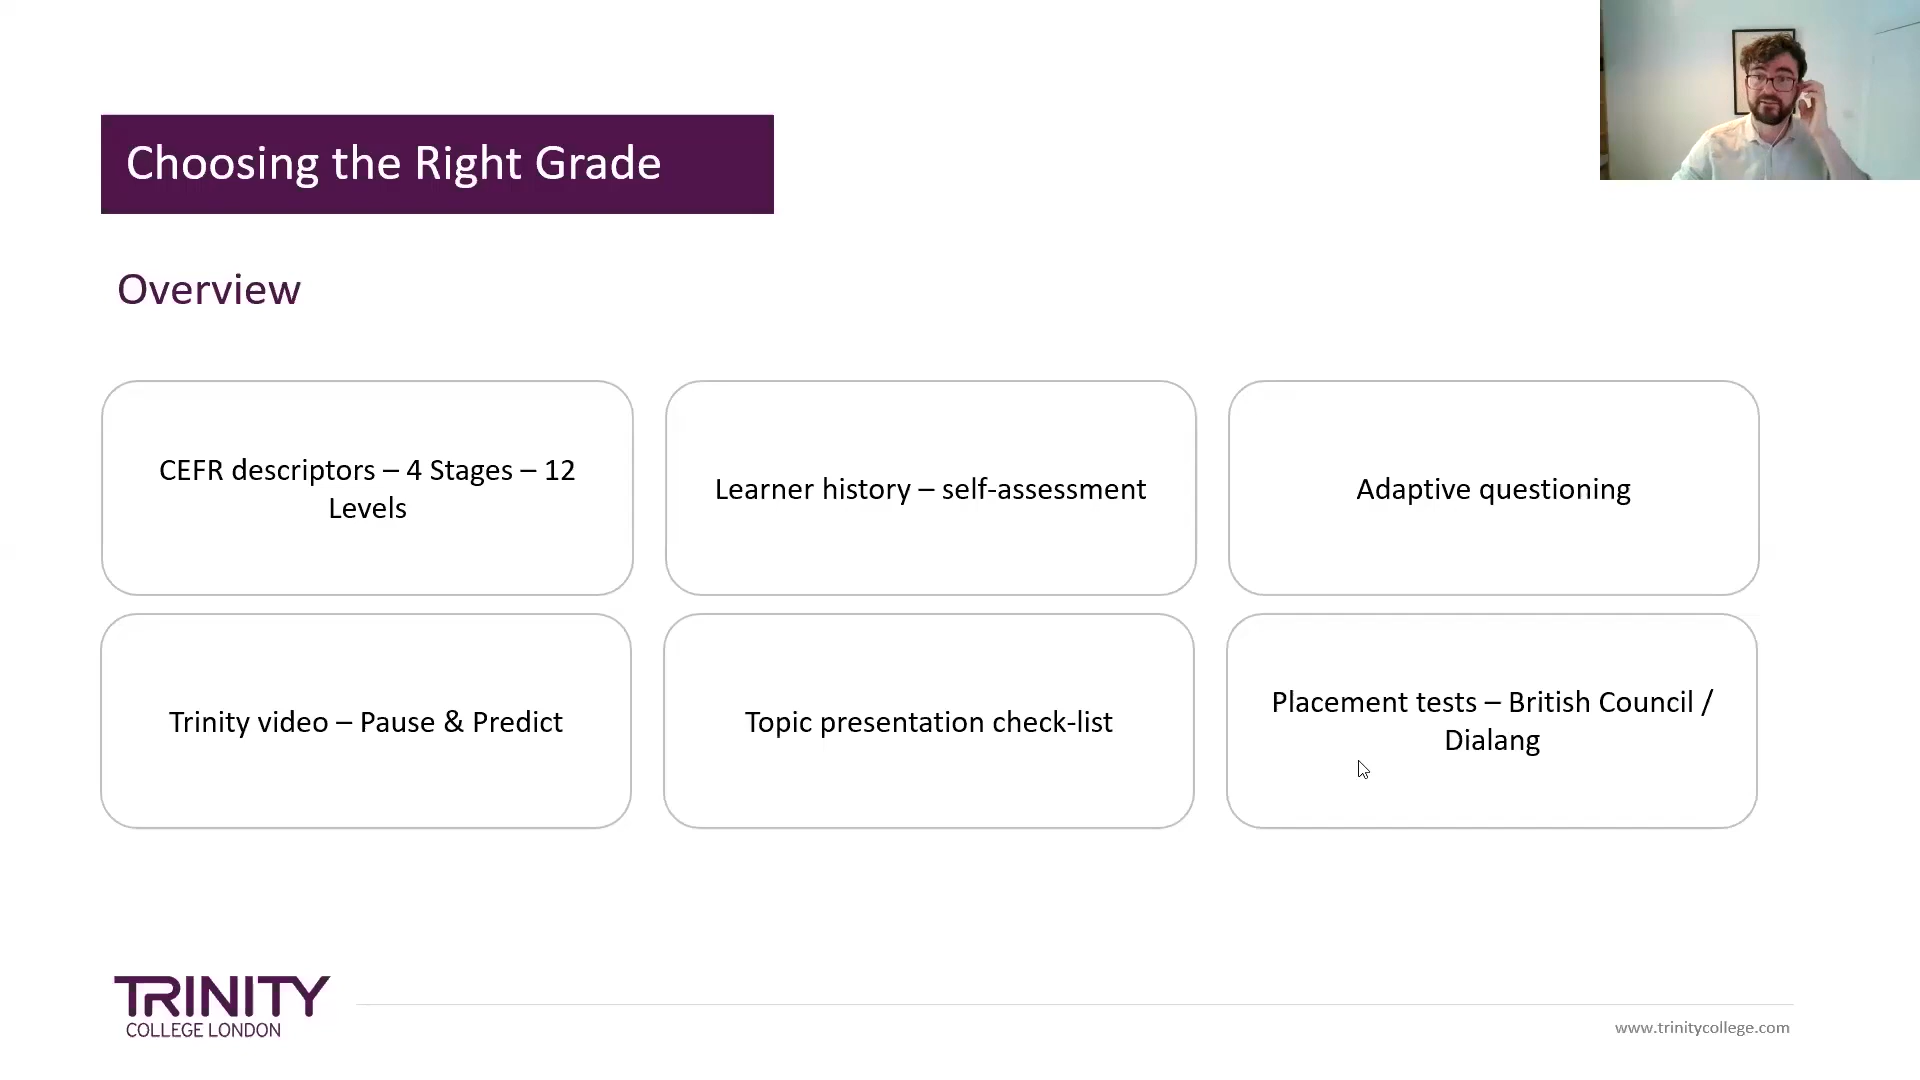 Choosing the Right Grade
Overview
CEFR descriptors – 4 Stages – 12
Levels
Learner history – self-assessment
Adaptive questioning
Trinity video – Pause & Predict
Topic presentation check-list
Placement tests – British Council /
Dialang
TRINITY
COLLEGE LONDON
www.trinitycollege.com